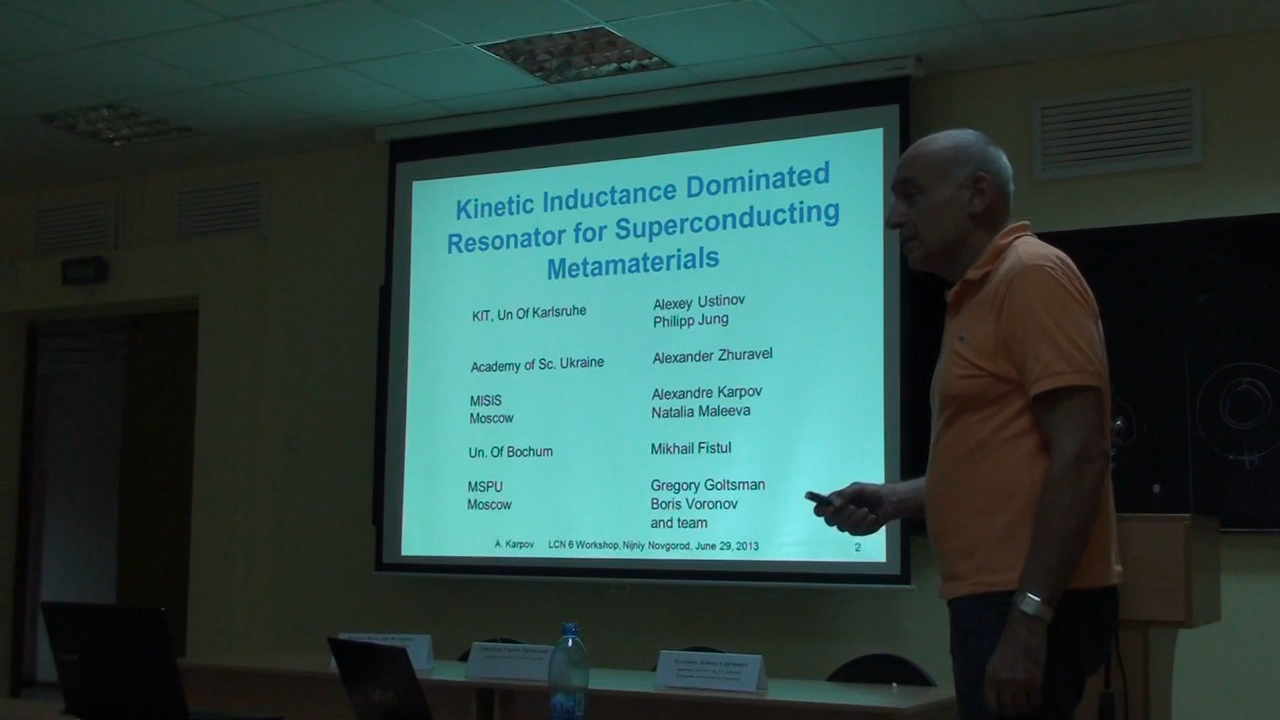 Kinetic Inductance Dominated
Resonator for Superconducting
Metamaterials
KIT, Un Of Karlsruhe
Alexey Ustinov
Philipp Jung
Academy of Sc. Ukraine
Alexander Zhuravel
MISIS
Moscow
Alexandre Karpov
Natalia Maleeva
Un. Of Bochum
Mikhail Fistul
MSPU
Moscow
Gregory Goltsman
Boris Voronov
and team
A. Karpov LCN 6 Workshop, Nijniy Novgorod, June 29, 2013 2